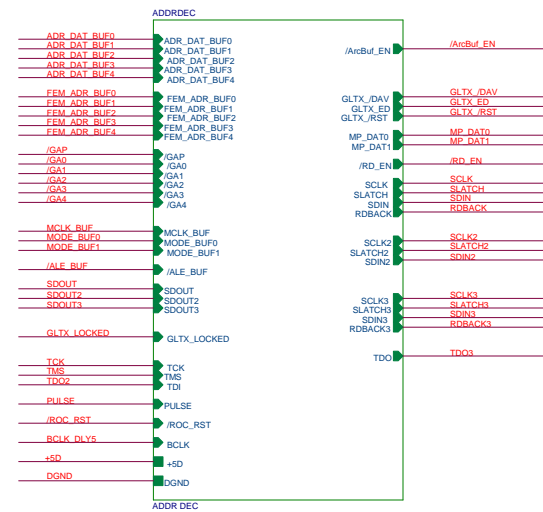 ADDRDEC
ADR_DAT_BUF0
ADR_DAT_BUF1
ADR_DAT_BUF2
ADR_DAT_BUF3
ADR_DAT_BUF4
FEM_ADR_BUF0
FEM_ADR_BUF1
FEM_ADR_BUF2
FEM_ADR_BUF3
FEM_ADR_BUF4
/GAP
/GA0
/GA1
/GA2
/GA3
/GA4
MCLK_BUF
MODE_BUF0
MODE_BUF1
/ALE_BUF
SDOUT
SDOUT2
SDOUT3
GLTX_LOCKED
TCK
TMS
TDO2
PULSE
/ROC_RST
BCLK_DLY5
+5D
DGND
ADR_DAT_BUF0
ADR_DAT_BUF1
ADR_DAT_BUF2
ADR_DAT_BUF3
ADR_DAT_BUF4
FEM_ADR_BUF0
FEM_ADR_BUF1
FEM_ADR_BUF2
FEM_ADR_BUF3
FEM_ADR_BUF4
/GAP
/GA0
/GA1
/GA2
/GA3
/GA4
MCLK_BUF
MODE_BUF0
MODE_BUF1
/ALE_BUF
SDOUT
SDOUT2
SDOUT3
GLTX_LOCKED
TCK
TMS
TDI
PULSE
/ROC_RST
BCLK
+5D
DGND
/ArcBuf_EN
GLTX_/DAV
GLTX_ED
GLTX_/RST
MP_DAT0
MP_DAT1
/RD_EN
SCLK
SLATCH
SDIN
RDBACK
SCLK2
SLATCH2
SDIN2
SCLK3
SLATCH3
SDIN3
RDBACK3
TDO
/ArcBuf_EN
GLTX_/DAV
GLTX_ED
GLTX_/RST
MP_DAT0
MP_DAT1
/RD_EN
SCLK
SLATCH
SDIN
RDBACK
SCLK2
SLATCH2
SDIN2
SCLK3
SLATCH3
SDIN3
RDBACK3
TDO3
ADDR DEC